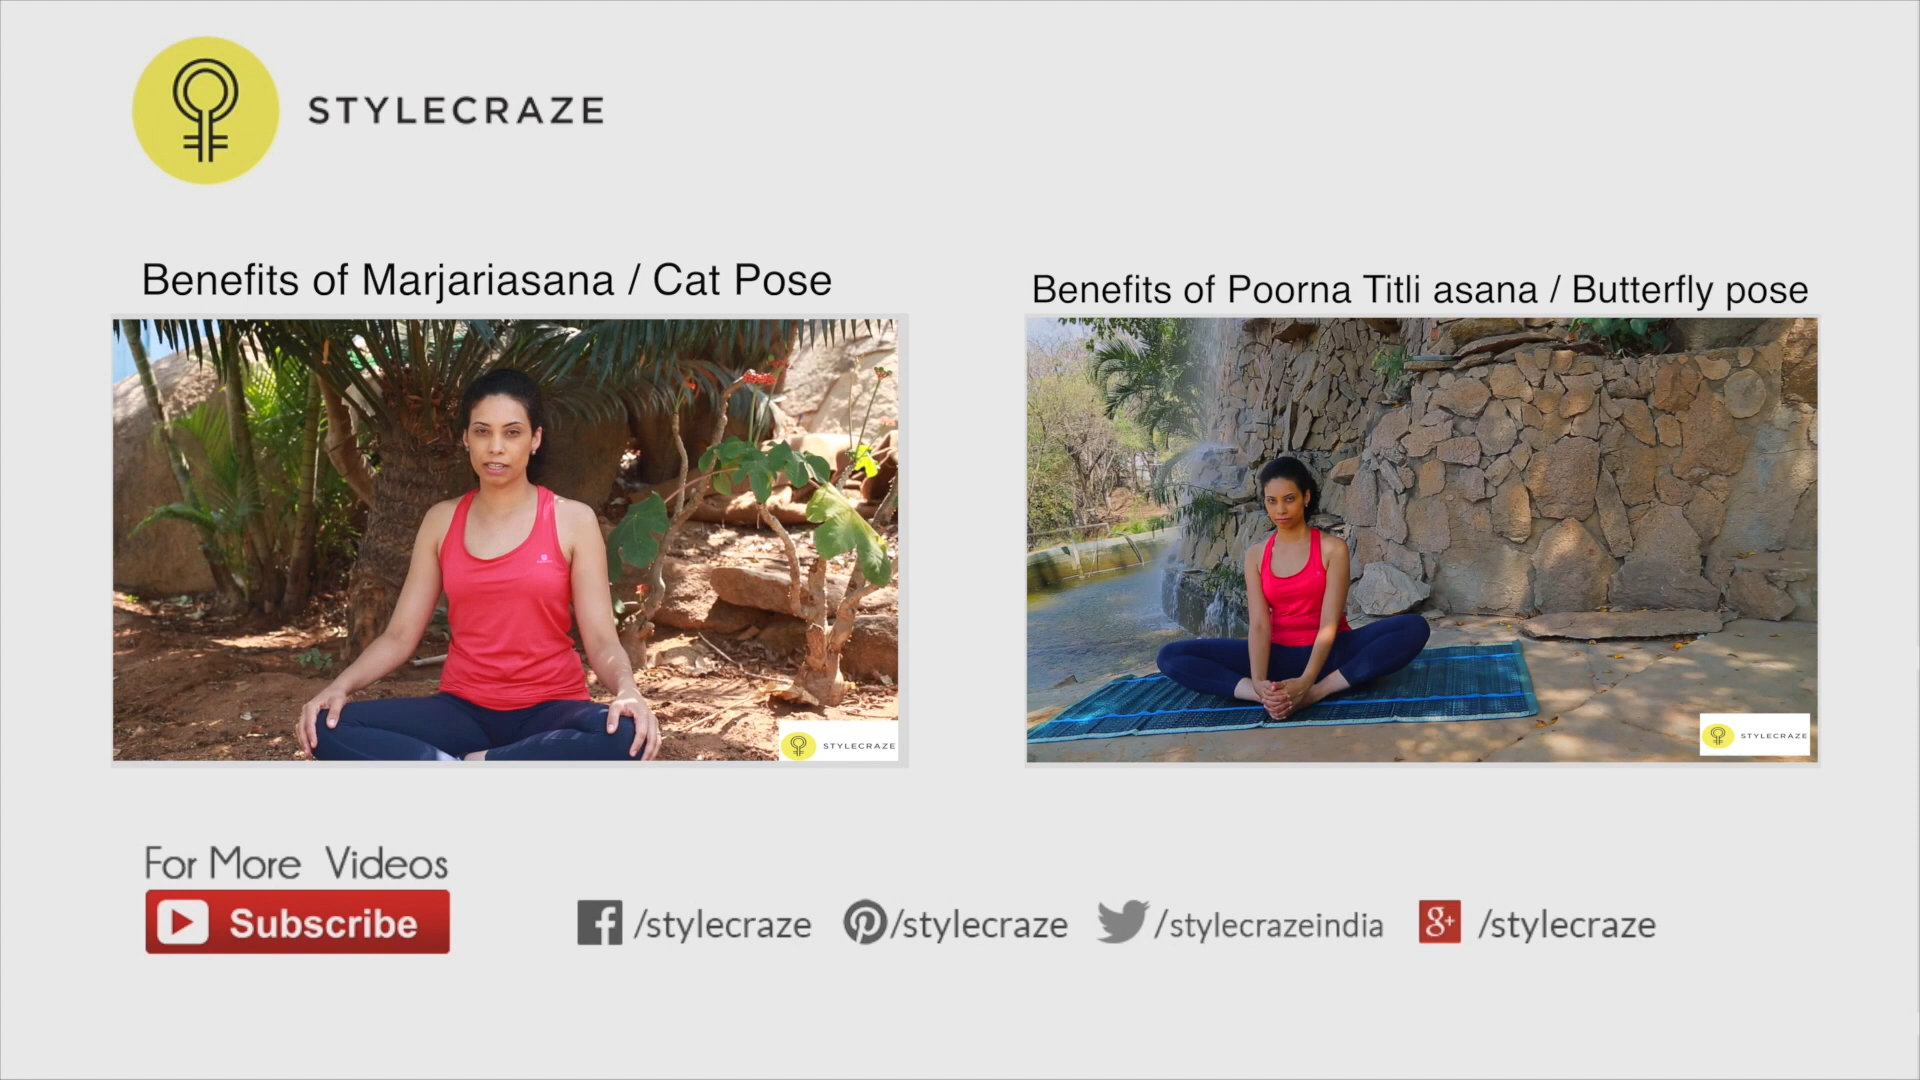 STYLECRAZE
Benefits of Marjariasana / Cat Pose
Benefits of Poorna Titli asana / Butterfly pose
STYLECRAZE
STYLECRAZE
For More Videos
Subscribe
/stylecraze
/stylecraze
/stylecrazeindia
g+ /stylecraze